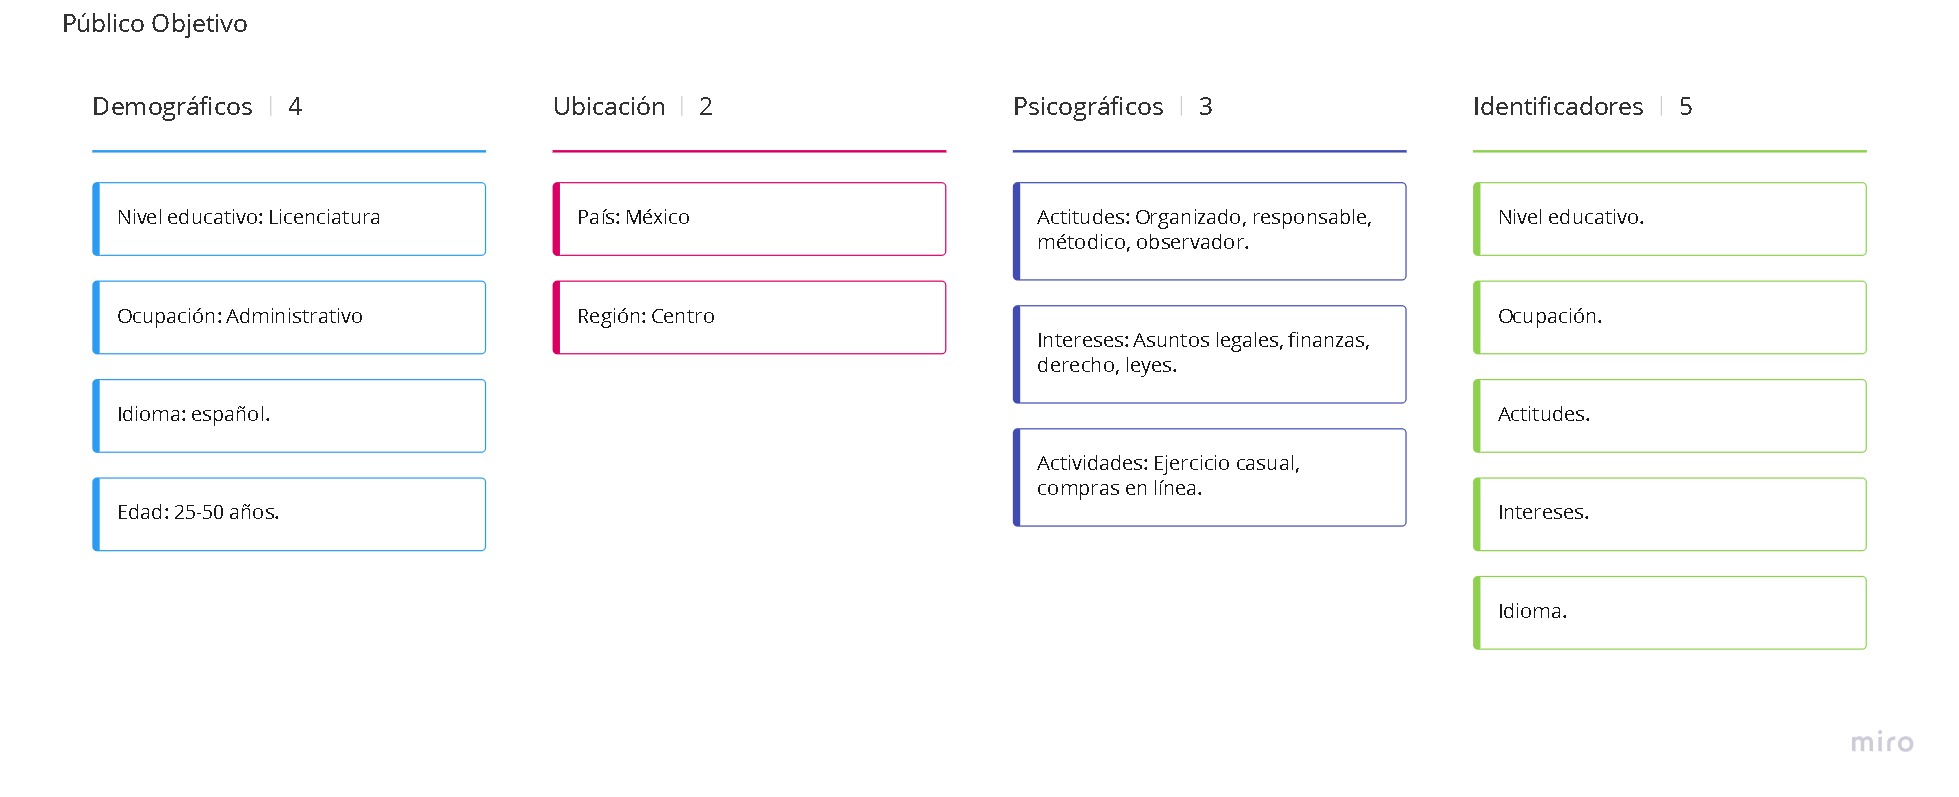 Público Objetivo
Demográficos | 4
Nivel educativo: Licenciatura
Ocupación: Administrativo
Idioma: español.
Edad: 25-50 años.
Ubicación | 2
País: México
Región: Centro
Psicográficos | 3
Actitudes: Organizado, responsable,
métodico, observador.
Intereses: Asuntos legales, finanzas,
derecho, leyes.
Actividades: Ejercicio casual,
compras en línea.
Identificadores | 5
Nivel educativo.
Ocupación.
Actitudes.
Intereses.
Idioma.
miro